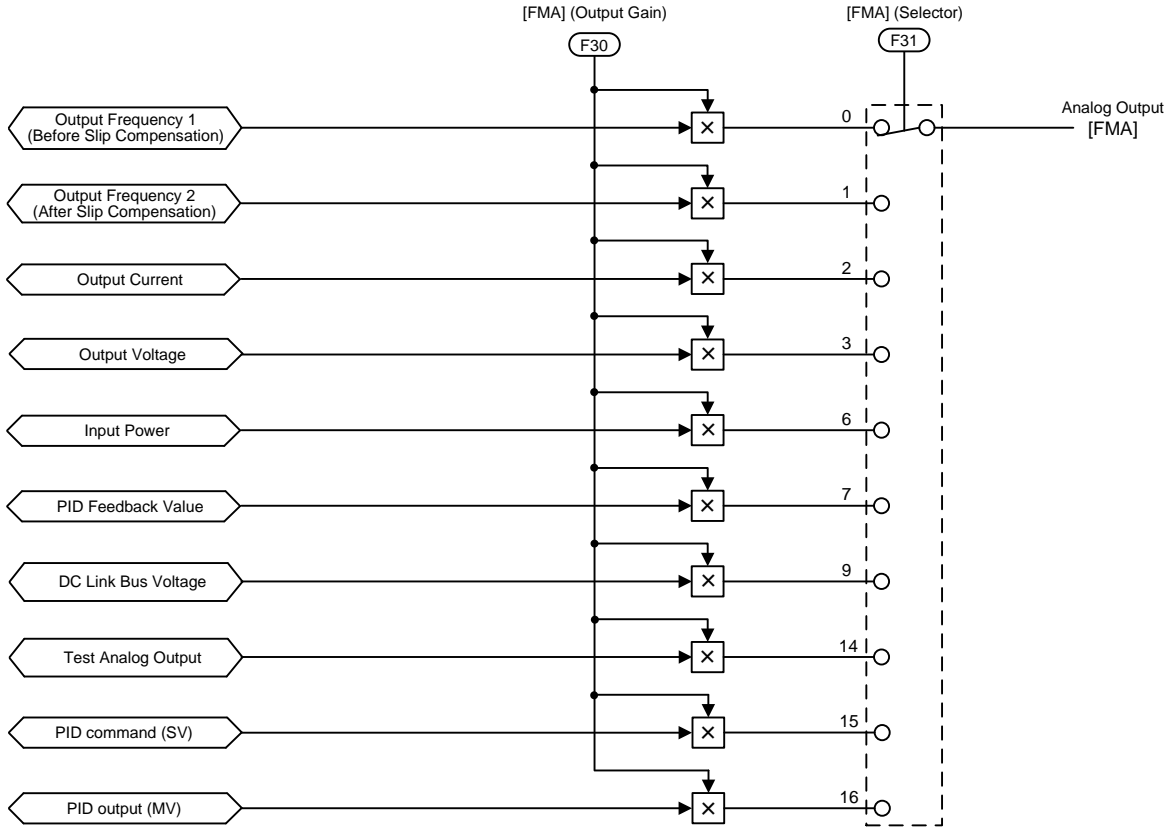 [FMA] (Output Gain)
[FMA] (Selector)
F30
F31
Output Frequency 1
(Before Slip Compensation)
×
0
Analog Output
[FMA]
Output Frequency 2
(After Slip Compensation)
×
1
Output Current
×
2
Output Voltage
×
3
Input Power
×
6
PID Feedback Value
×
7
DC Link Bus Voltage
×
9
Test Analog Output
×
14
PID command (SV)
×
15
PID output (MV)
×
16